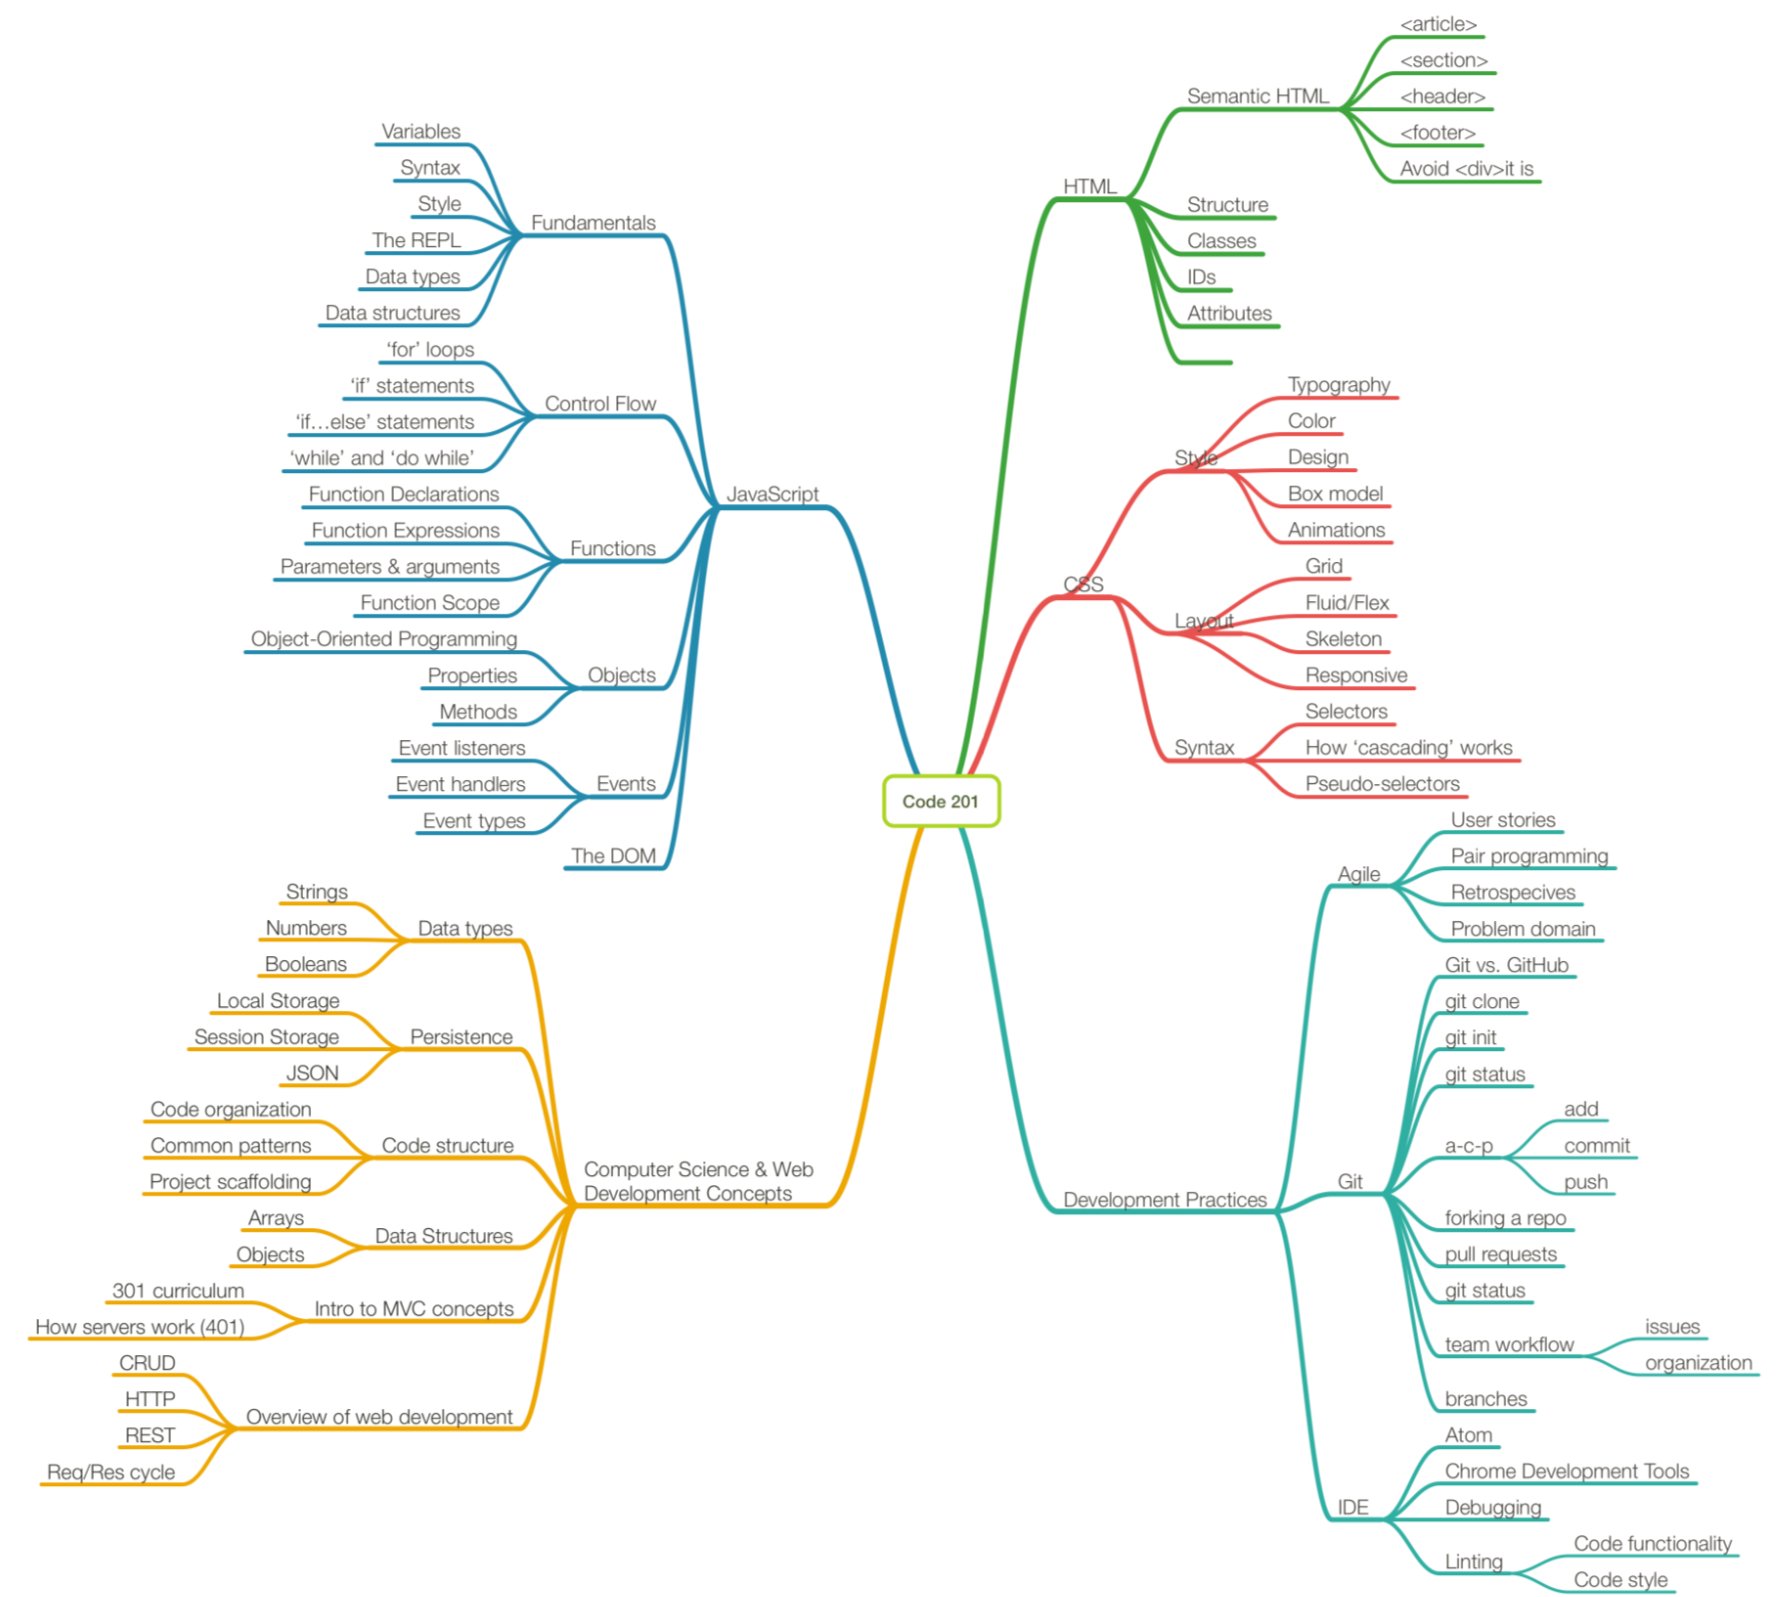 Code 201
JavaScript
Fundamentals
Variables
Syntax
Style
The REPL
Data types
Data structures
Control Flow
‘for’ loops
‘if’ statements
‘if…else’ statements
‘while’ and ‘do while’
Functions
Function Declarations
Function Expressions
Parameters & arguments
Function Scope
Objects
Object-Oriented Programming
Properties
Methods
Events
Event listeners
Event handlers
Event types
The DOM
Computer Science & Web
Development Concepts
Data types
Strings
Numbers
Booleans
Persistence
Local Storage
Session Storage
JSON
Code structure
Code organization
Common patterns
Project scaffolding
Data Structures
Arrays
Objects
Intro to MVC concepts
301 curriculum
How servers work (401)
Overview of web development
CRUD
HTTP
REST
Req/Res cycle
HTML
Semantic HTML
<article>
<section>
<header>
<footer>
Avoid <div>it is
Structure
Classes
IDs
Attributes
CSS
Style
Typography
Color
Design
Box model
Animations
Layout
Grid
Fluid/Flex
Skeleton
Responsive
Syntax
Selectors
How ‘cascading’ works
Pseudo-selectors
Development Practices
Agile
User stories
Pair programming
Retrospecives
Problem domain
Git
Git vs. GitHub
git clone
git init
git status
a-c-p
add
commit
push
forking a repo
pull requests
git status
team workflow
issues
organization
branches
IDE
Atom
Chrome Development Tools
Debugging
Linting
Code functionality
Code style